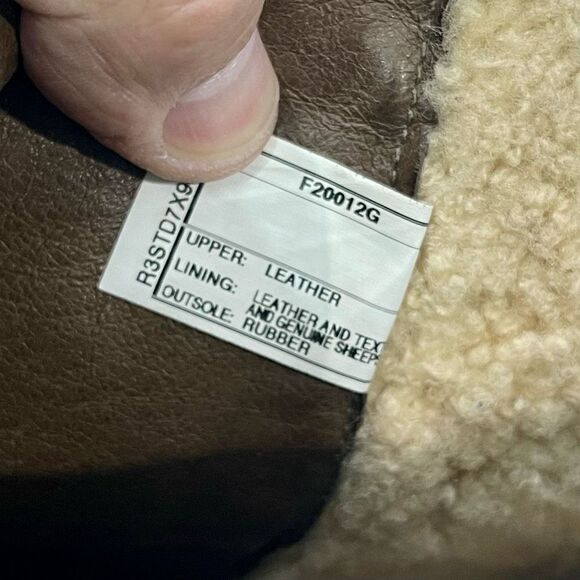 F20012G
R3STD7X9
UPPER: LEATHER
LINING: LEATHER AND TEX
AND GENUINE SHEEP
OUTSOLE: RUBBER